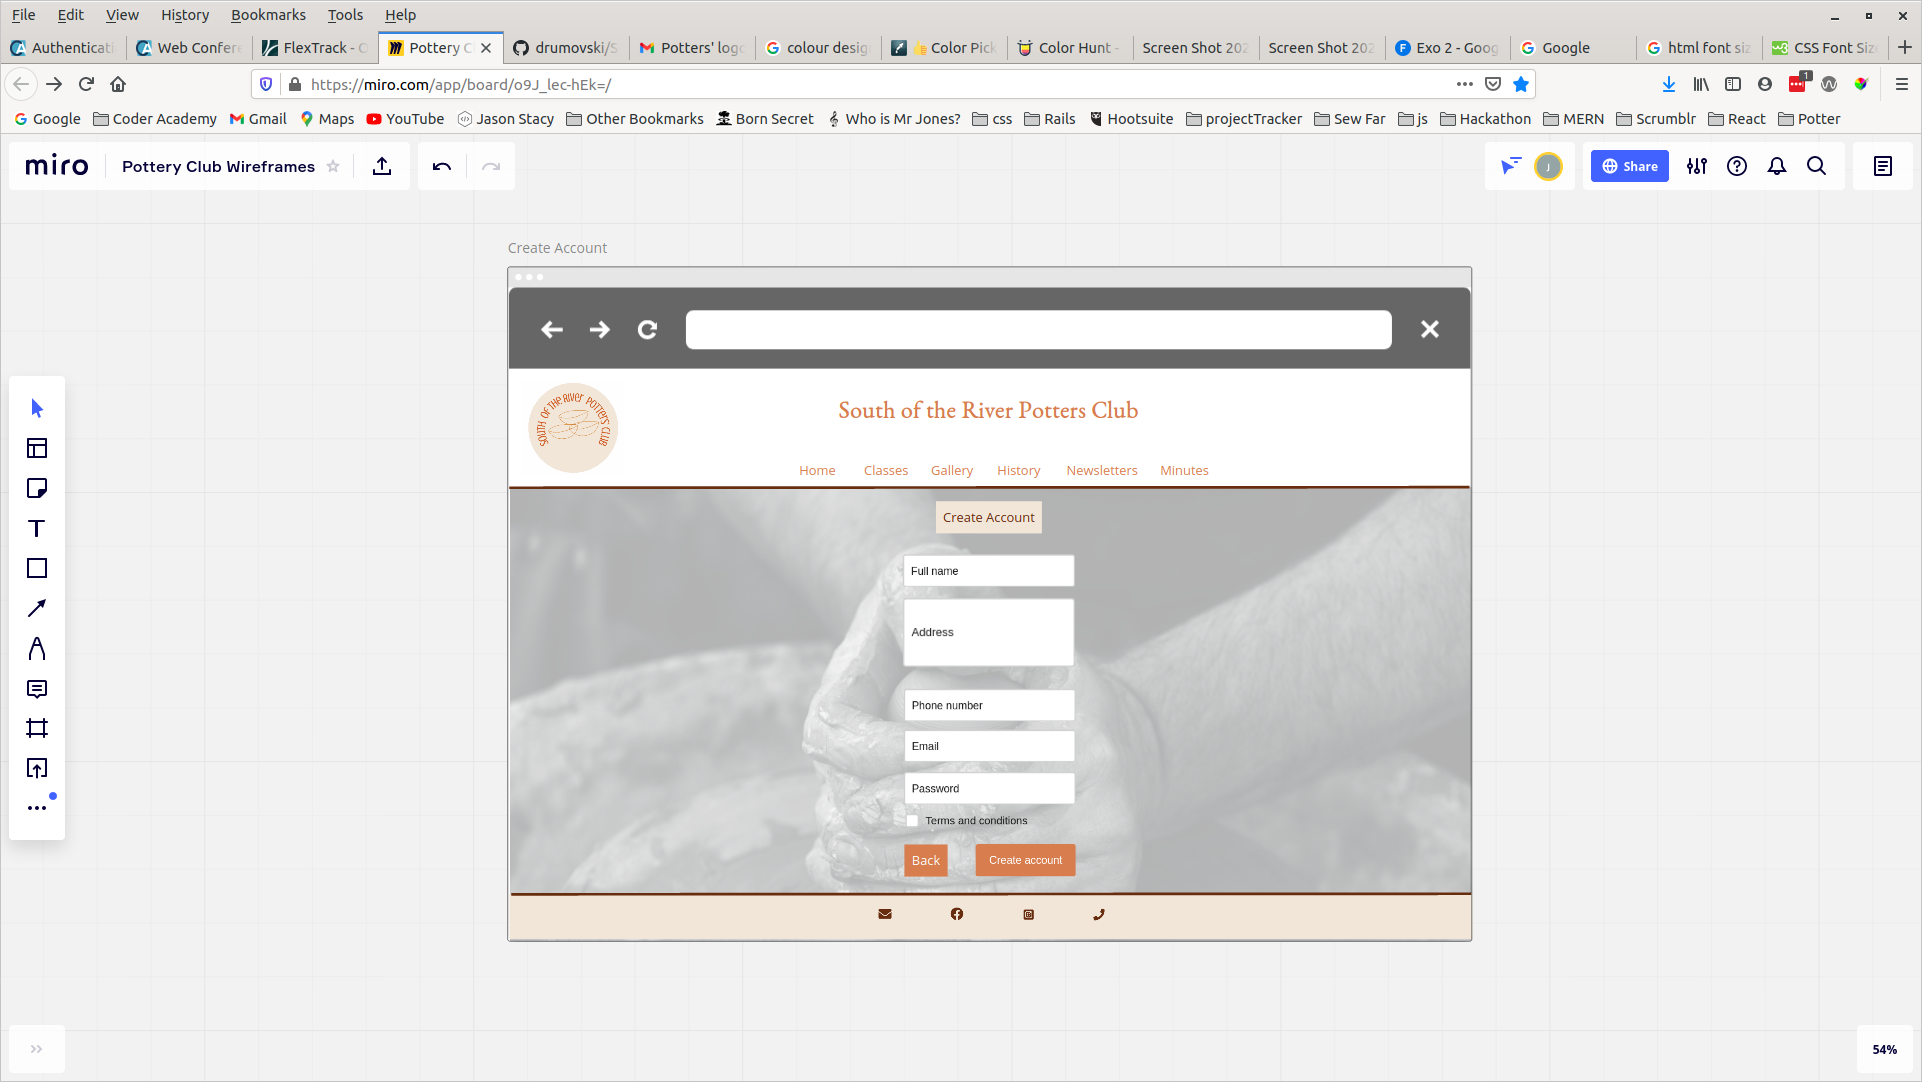 File Edit View History Bookmarks Tools Help
Authenticati Web Confere FlexTrack - C Pottery C drumovski/S Potters' logo colour desig Color Pick Color Hunt - Screen Shot 202 Screen Shot 202 Exo 2 - Goog Google html font siz CSS Font Size
https://miro.com/app/board/o9J_lec-hEk=/ 1
Google Coder Academy Gmail Maps YouTube Jason Stacy Other Bookmarks Born Secret Who is Mr Jones? css Rails Hootsuite projectTracker Sew Far js Hackathon MERN Scrumblr React Potter
miro Pottery Club Wireframes J Share
Create Account
SOUTH OF THE RIVER POTTERS CLUB
South of the River Potters Club
Home Classes Gallery History Newsletters Minutes
Create Account
Full name
Address
Phone number
Email
Password
Terms and conditions
Back Create account
54%